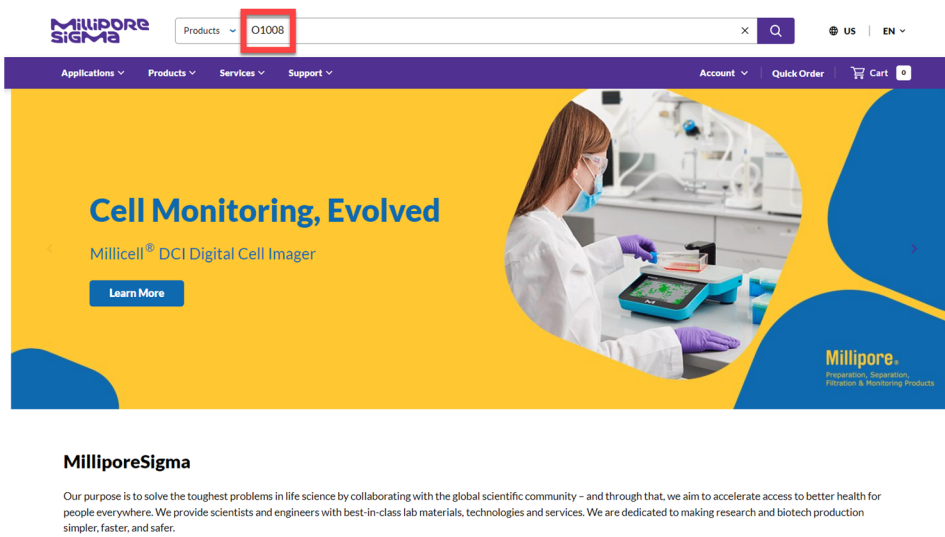 Millipore
Sigma
Products
O1008
US
EN
Applications
Products
Services
Support
Account
Quick Order
Cart
0
Cell Monitoring, Evolved
Millicell® DCI Digital Cell Imager
Learn More
Millipore®
Preparation, Separation,
Filtration & Monitoring Products
MilliporeSigma
Our purpose is to solve the toughest problems in life science by collaborating with the global scientific community – and through that, we aim to accelerate access to better health for
people everywhere. We provide scientists and engineers with best-in-class lab materials, technologies and services. We are dedicated to making research and biotech production
simpler, faster, and safer.